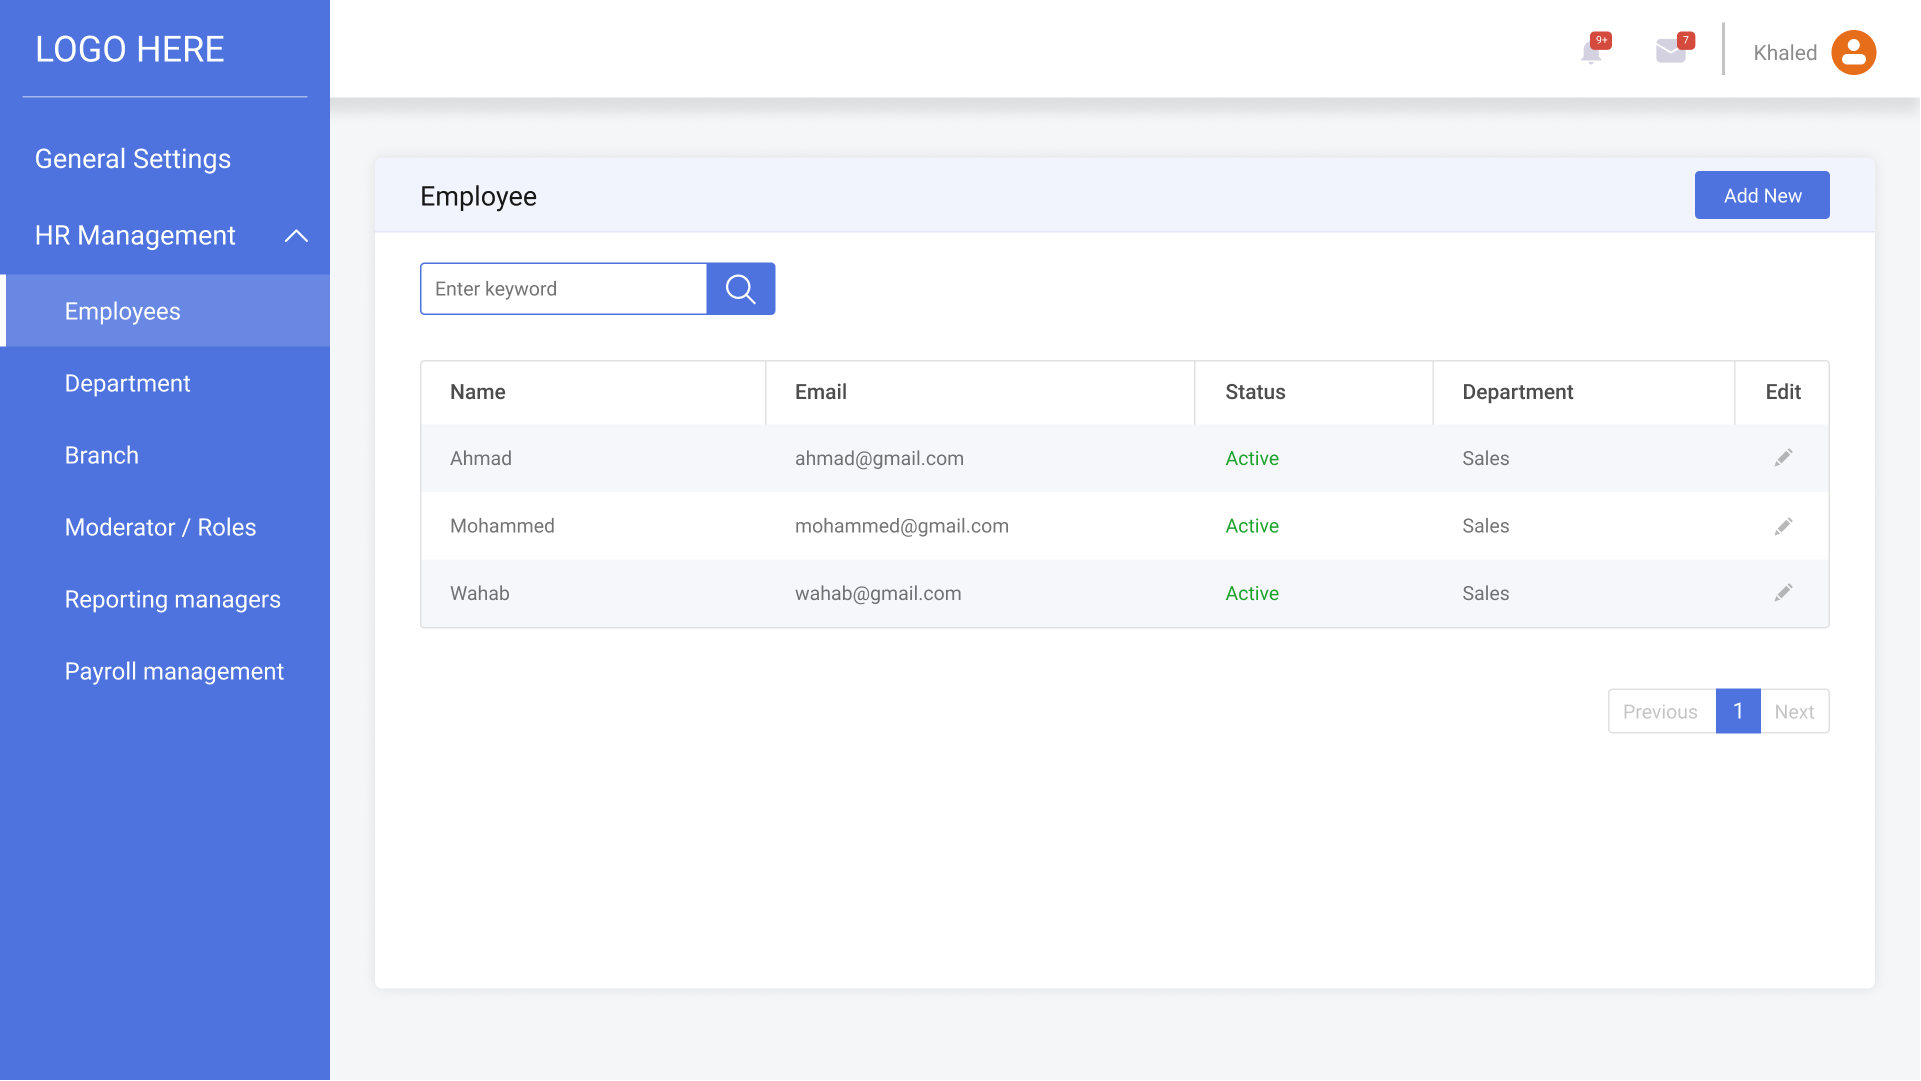 LOGO HERE
9+
7
Khaled
General Settings
HR Management
Employees
Department
Branch
Moderator / Roles
Reporting managers
Payroll management
Employee
Add New
Enter keyword
Name Email Status Department Edit
Ahmad ahmad@gmail.com Active Sales
Mohammed mohammed@gmail.com Active Sales
Wahab wahab@gmail.com Active Sales
Previous 1 Next